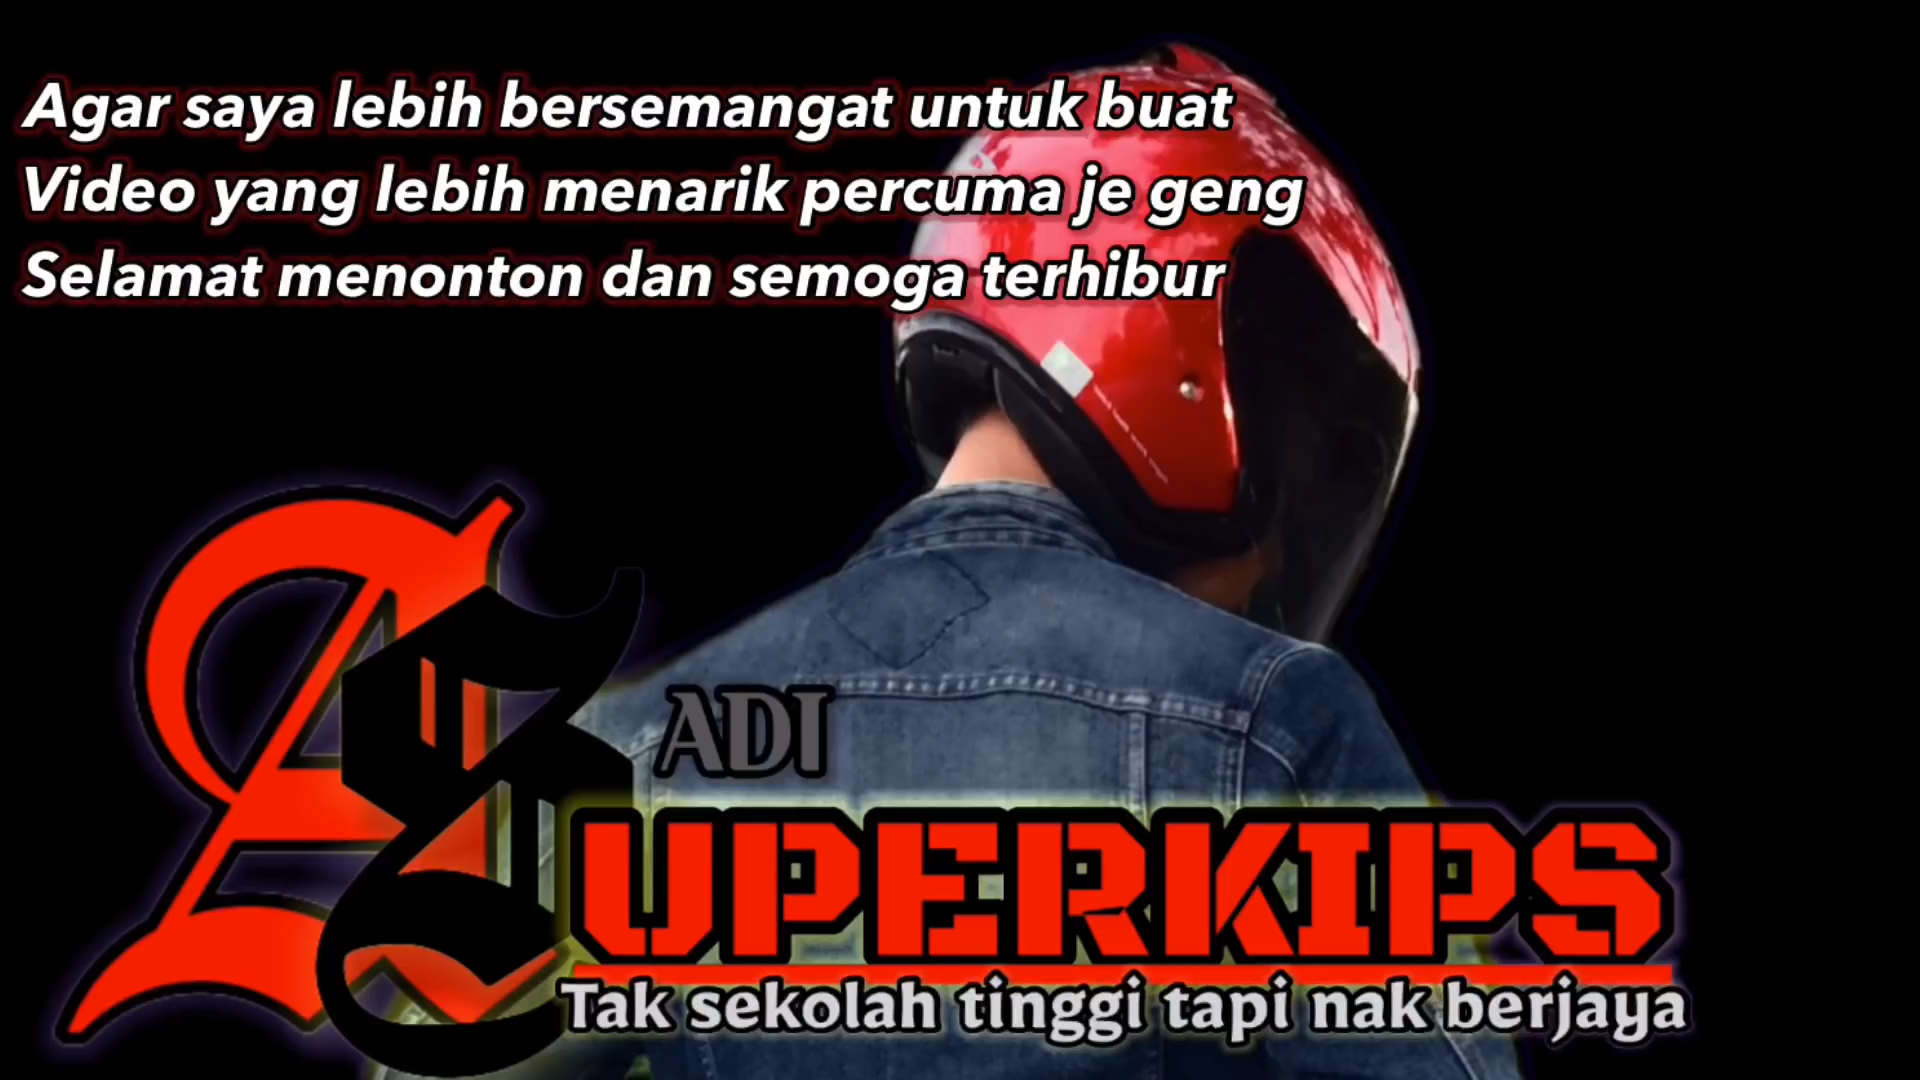 Agar saya lebih bersemangat untuk buat
Video yang lebih menarik percuma je geng
Selamat menonton dan semoga terhibur
AS
ADI
UPERKIPS
Tak sekolah tinggi tapi nak berjaya